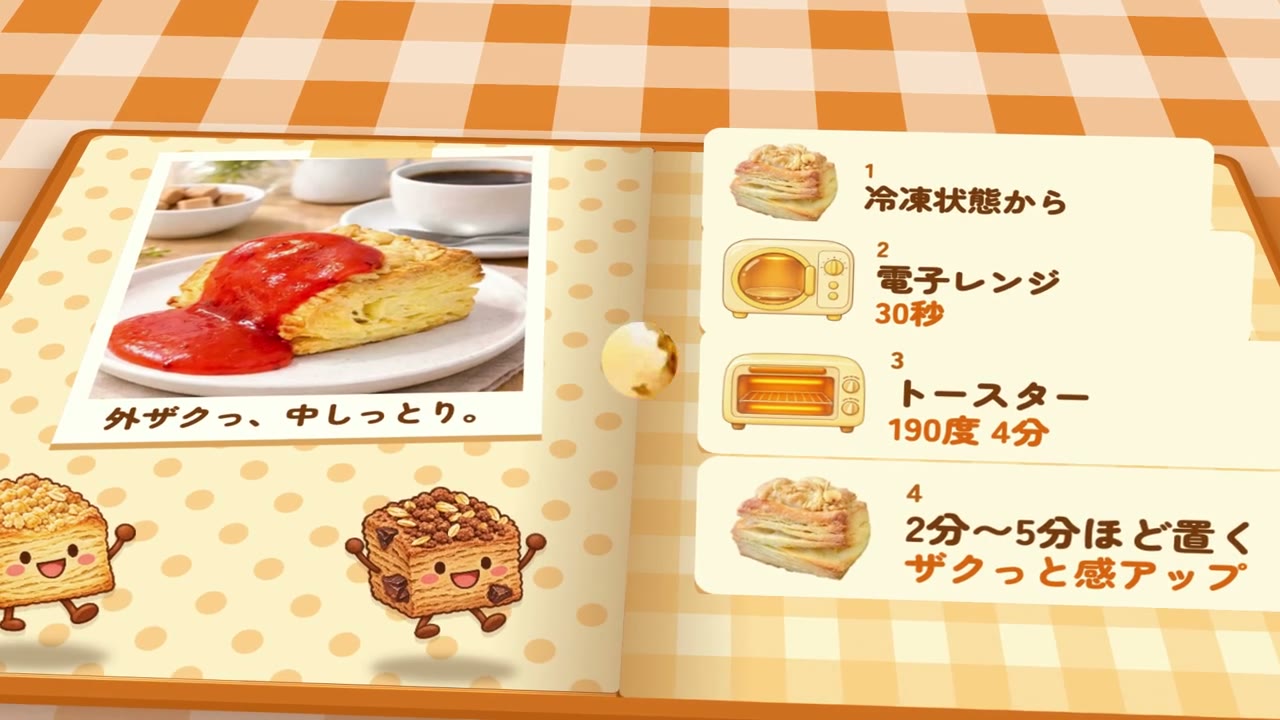 外ザクっ、中しっとり。
1
冷凍状態から
2
電子レンジ
30秒
3
トースター
190度 4分
4
2分～5分ほど置く
ザクっと感アップ